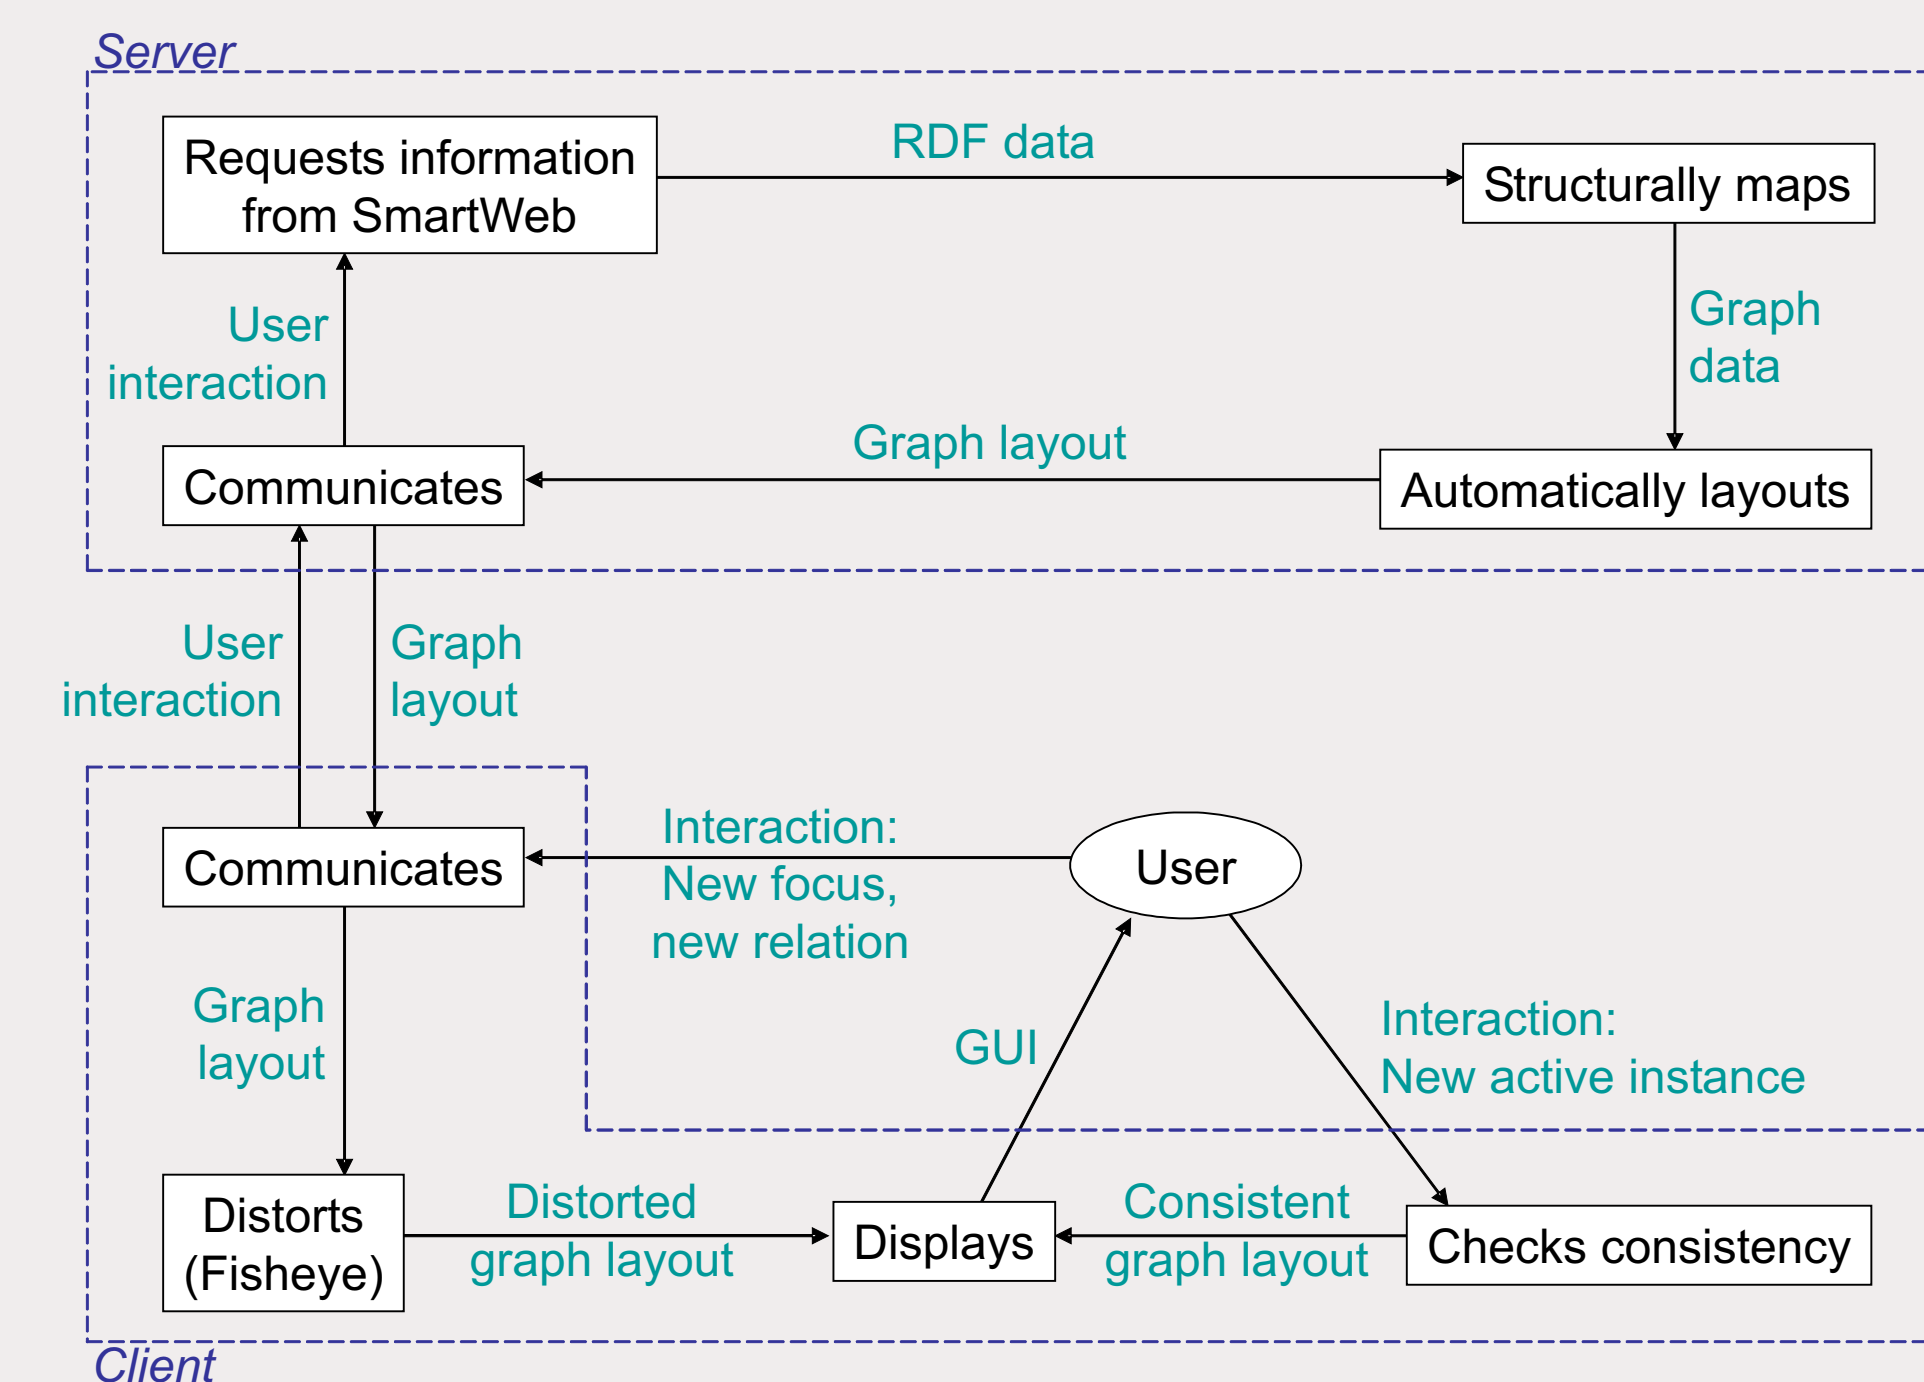 Server
Requests information
from SmartWeb
RDF data
Structurally maps
User
interaction
Graph
data
Communicates
Graph layout
Automatically layouts
User
interaction
Graph
layout
Communicates
Interaction:
New focus,
new relation
User
Graph
layout
GUI
Interaction:
New active instance
Distorts
(Fisheye)
Distorted
graph layout
Displays
Consistent
graph layout
Checks consistency
Client